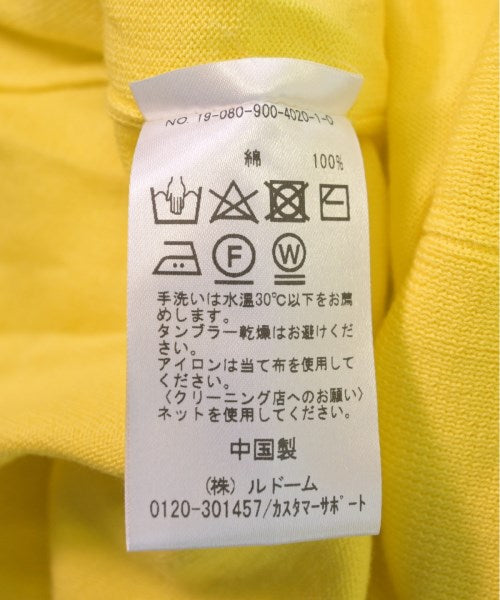 NO. 19-080-900-4020-1-0
綿 100%
F W
手洗いは水温30℃以下をお薦
めします。
タンブラー乾燥はお避けくだ
さい。
アイロンは当て布を使用して
ください。
〈クリーニング店へのお願い〉
ネットを使用してください。
中国製
(株) ルドーム
0120-301457/カスタマーサポート